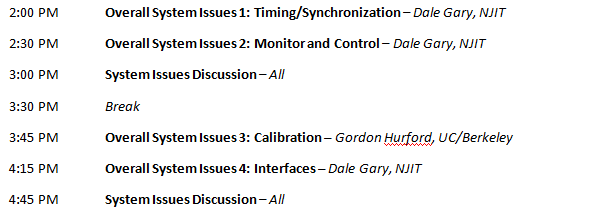 2:00 PM Overall System Issues 1: Timing/Synchronization – Dale Gary, NJIT
2:30 PM Overall System Issues 2: Monitor and Control – Dale Gary, NJIT
3:00 PM System Issues Discussion – All
3:30 PM Break
3:45 PM Overall System Issues 3: Calibration – Gordon Hurford, UC/Berkeley
4:15 PM Overall System Issues 4: Interfaces – Dale Gary, NJIT
4:45 PM System Issues Discussion – All